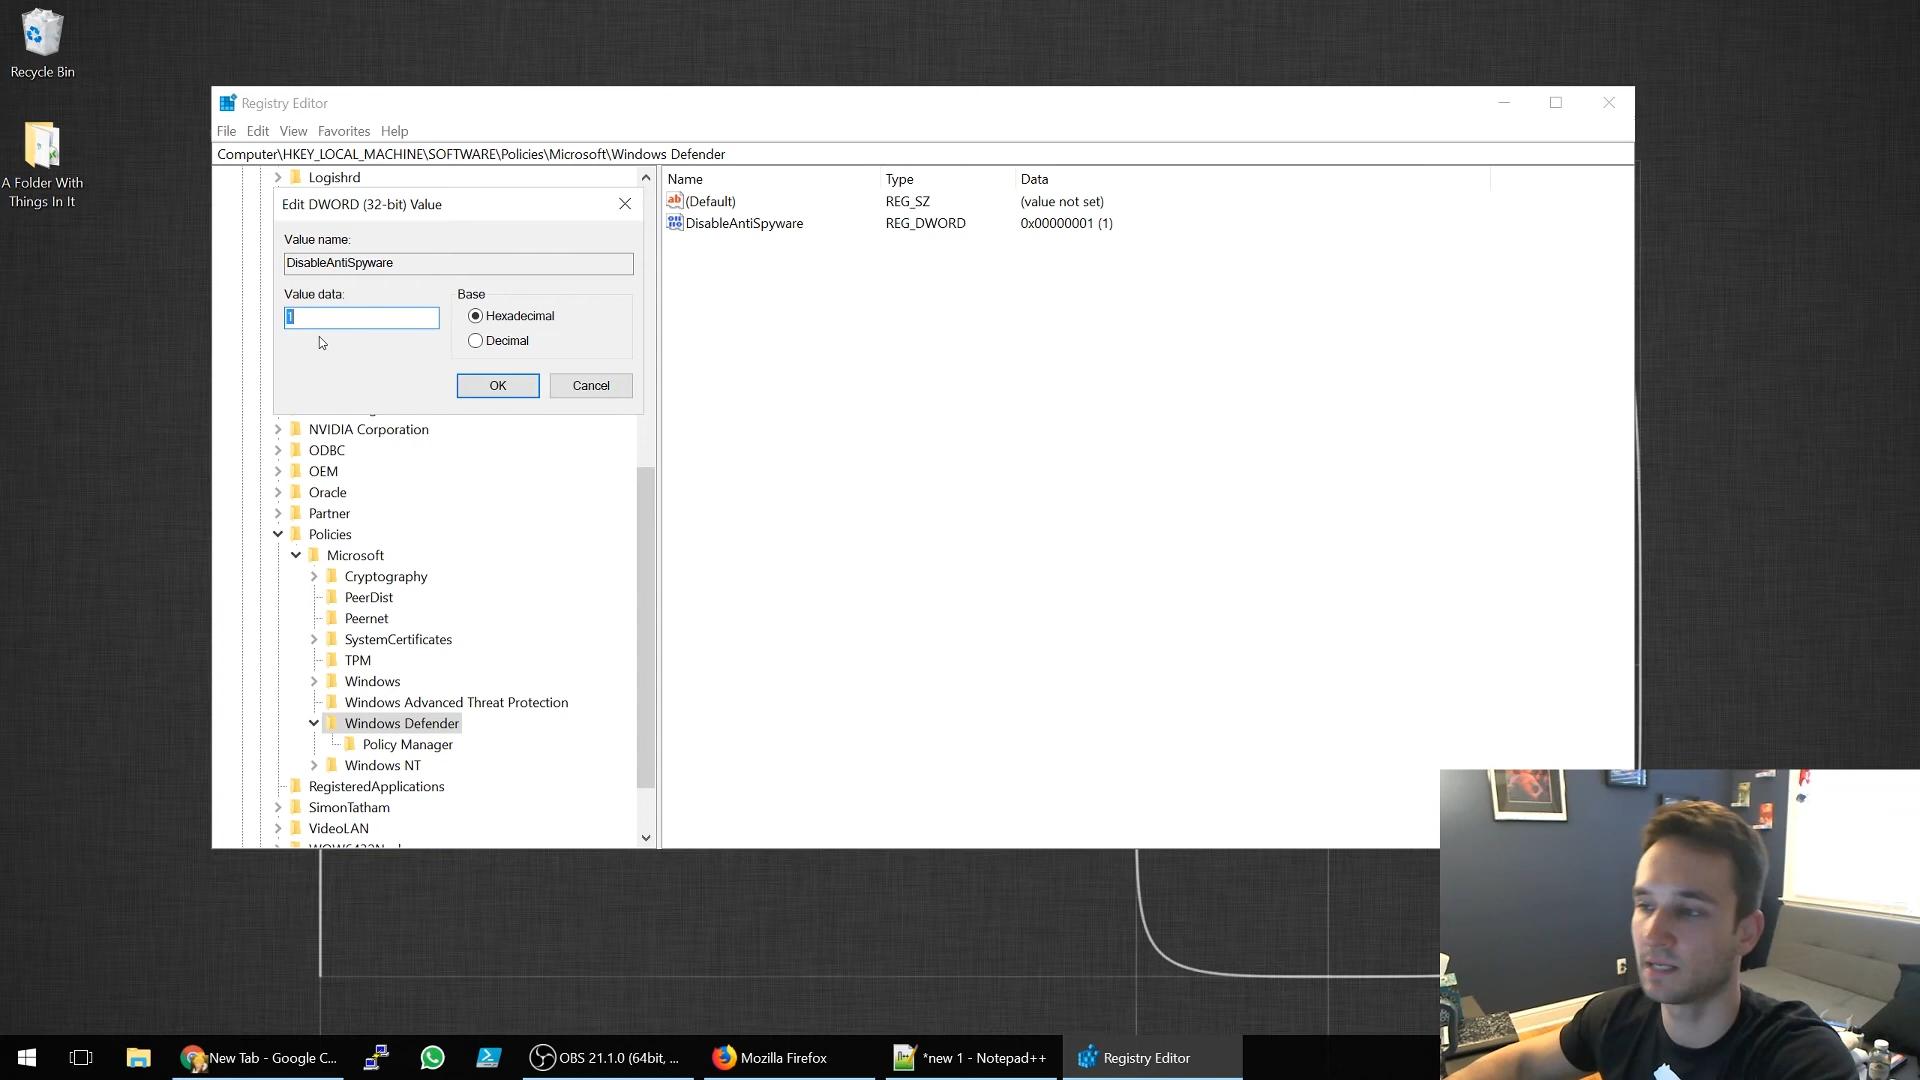 Recycle Bin
A Folder With
Things In It
Registry Editor
File Edit View Favorites Help
Computer\HKEY_LOCAL_MACHINE\SOFTWARE\Policies\Microsoft\Windows Defender
Logishrd
Edit DWORD (32-bit) Value
Value name:
DisableAntiSpyware
Value data:
1
Base
Hexadecimal
Decimal
OK
Cancel
NVIDIA Corporation
ODBC
OEM
Oracle
Partner
Policies
Microsoft
Cryptography
PeerDist
Peernet
SystemCertificates
TPM
Windows
Windows Advanced Threat Protection
Windows Defender
Policy Manager
Windows NT
RegisteredApplications
SimonTatham
VideoLAN
Name Type Data
(Default) REG_SZ (value not set)
DisableAntiSpyware REG_DWORD 0x00000001 (1)
New Tab - Google C...
OBS 21.1.0 (64bit, ...
Mozilla Firefox
*new 1 - Notepad++
Registry Editor